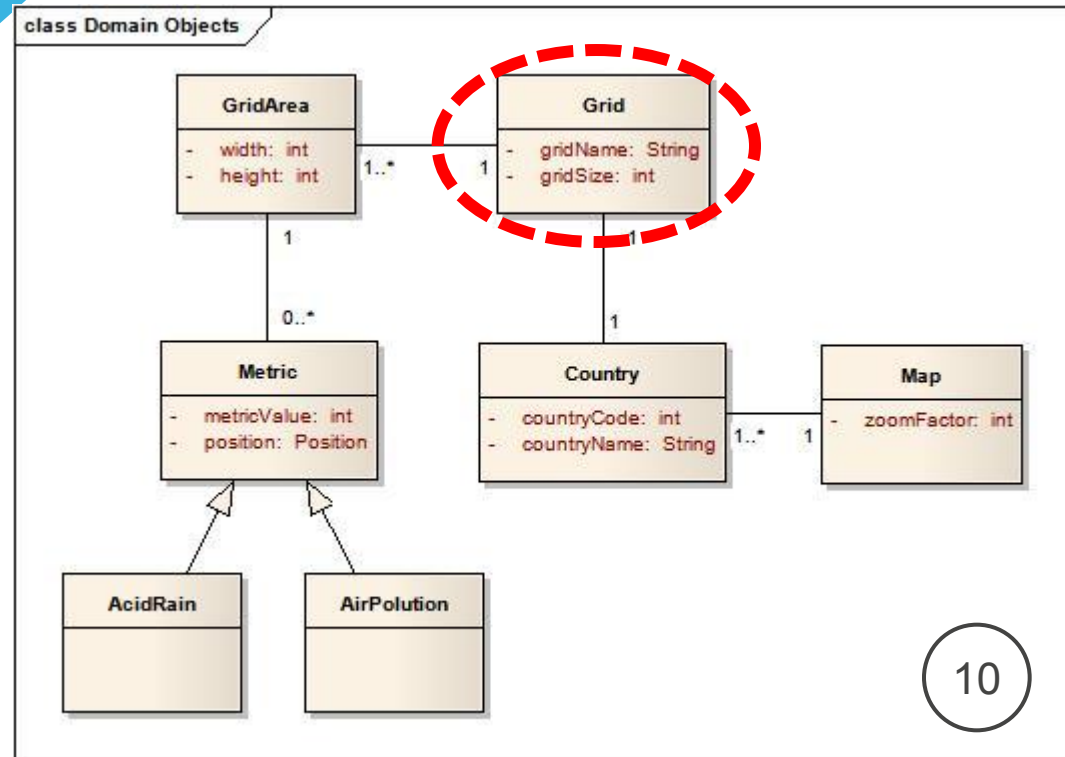 class Domain Objects
GridArea
- width: int
- height: int
1..*
1
Grid
- gridName: String
- gridSize: int
1
0..*
1
1
Metric
- metricValue: int
- position: Position
Country
- countryCode: int
- countryName: String
1..*
1
Map
- zoomFactor: int
AcidRain
AirPolution
10